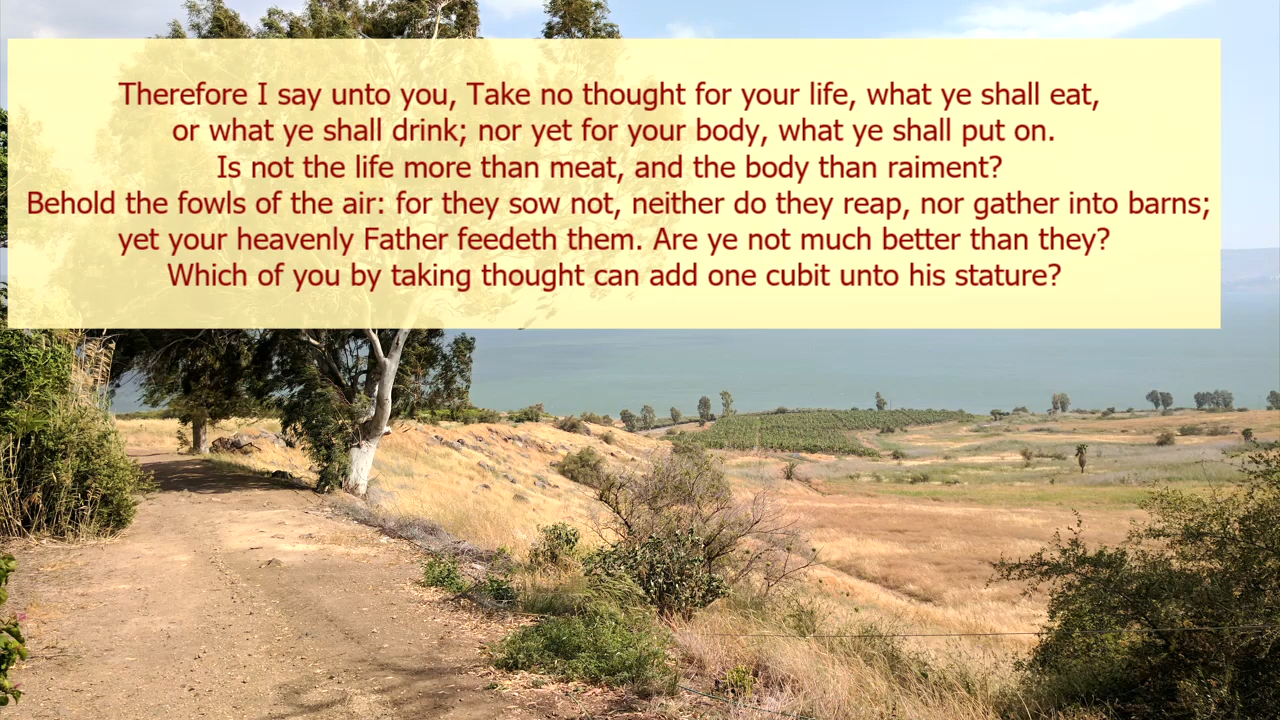 Therefore I say unto you, Take no thought for your life, what ye shall eat,
or what ye shall drink; nor yet for your body, what ye shall put on.
Is not the life more than meat, and the body than raiment?
Behold the fowls of the air: for they sow not, neither do they reap, nor gather into barns;
yet your heavenly Father feedeth them. Are ye not much better than they?
Which of you by taking thought can add one cubit unto his stature?